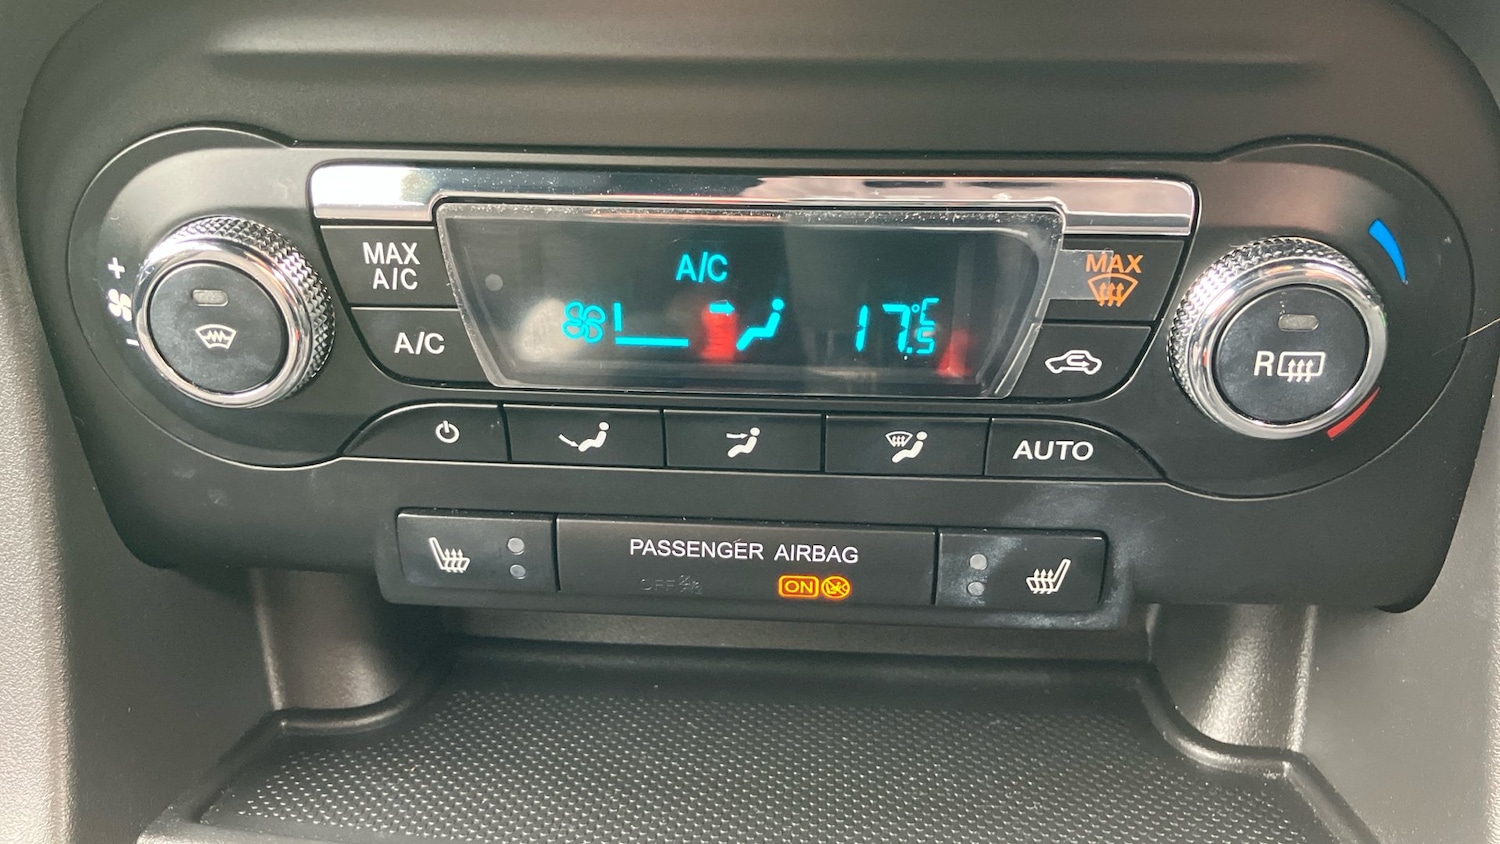 MAX
A/C
A/C
A/C
17.5°C
MAX
R
AUTO
PASSENGER AIRBAG
OFF
ON